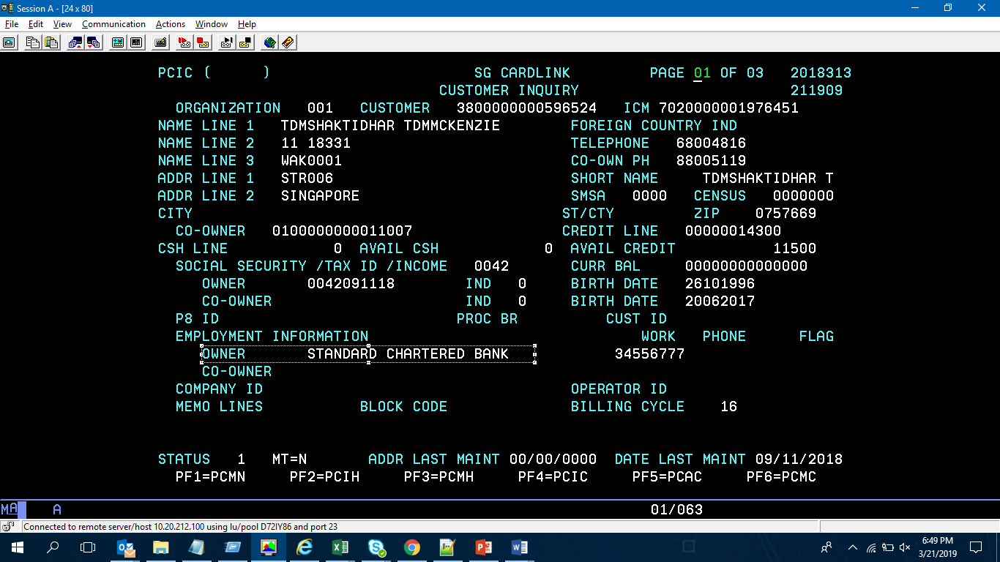 Session A - [24 x 80]
File Edit View Communication Actions Window Help
PCIC ( ) SG CARDLINK PAGE 01 OF 03 2018313
CUSTOMER INQUIRY 211909
ORGANIZATION 001 CUSTOMER 3800000000596524 ICM 7020000001976451
NAME LINE 1 TDMSHAKTIDHAR TDMMCKENZIE FOREIGN COUNTRY IND
NAME LINE 2 11 18331 TELEPHONE 68004816
NAME LINE 3 WAK0001 CO-OWN PH 88005119
ADDR LINE 1 STR006 SHORT NAME TDMSHAKTIDHAR T
ADDR LINE 2 SINGAPORE SMSA 0000 CENSUS 0000000
CITY ST/CTY ZIP 0757669
CO-OWNER 0100000000011007 CREDIT LINE 00000014300
CSH LINE 0 AVAIL CSH 0 AVAIL CREDIT 11500
SOCIAL SECURITY /TAX ID /INCOME 0042 CURR BAL 00000000000000
OWNER 0042091118 IND 0 BIRTH DATE 26101996
CO-OWNER IND 0 BIRTH DATE 20062017
P8 ID PROC BR CUST ID
EMPLOYMENT INFORMATION WORK PHONE FLAG
OWNER STANDARD CHARTERED BANK 34556777
CO-OWNER
COMPANY ID OPERATOR ID
MEMO LINES BLOCK CODE BILLING CYCLE 16
STATUS 1 MT=N ADDR LAST MAINT 00/00/0000 DATE LAST MAINT 09/11/2018
PF1=PCMN PF2=PCIH PF3=PCMH PF4=PCIC PF5=PCAC PF6=PCMC
MA A 01/063
Connected to remote server/host 10.20.212.100 using lu/pool D72IY86 and port 23
6:49 PM
3/21/2019